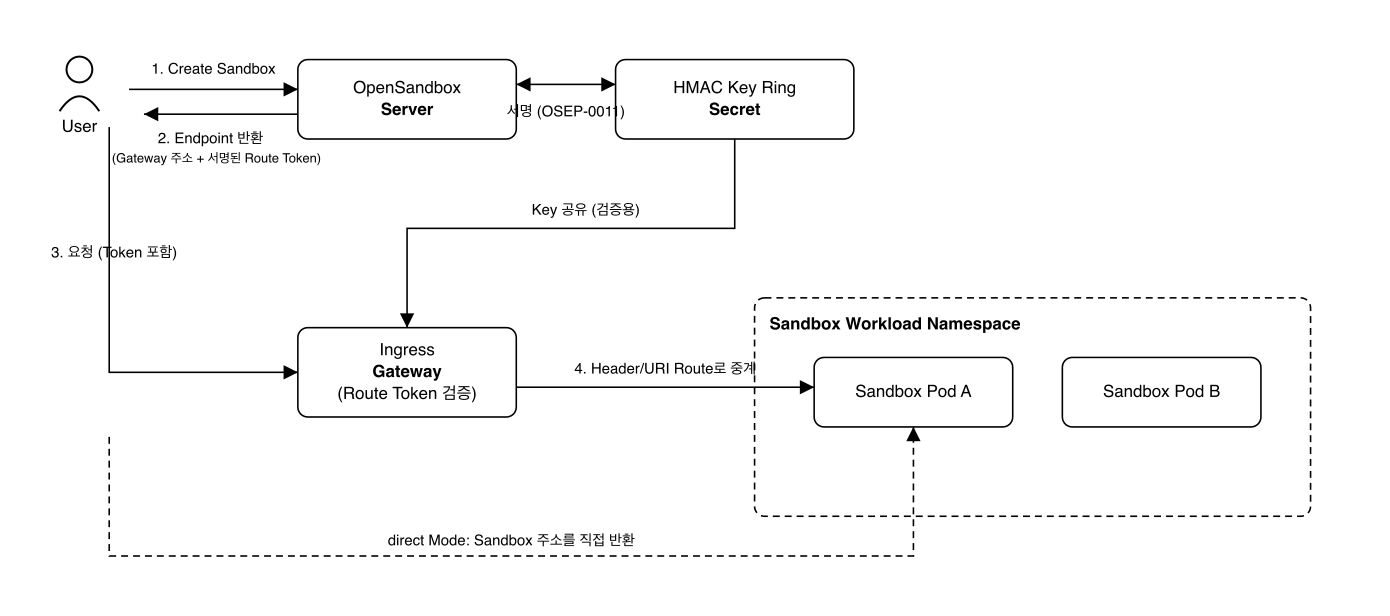 1. Create Sandbox
OpenSandbox
Server
HMAC Key Ring
Secret
서명 (OSEP-0011)
User
2. Endpoint 반환
(Gateway 주소 + 서명된 Route Token)
Key 공유 (검증용)
3. 요청 (Token 포함)
Sandbox Workload Namespace
Ingress
Gateway
(Route Token 검증)
4. Header/URI Route로 중계
Sandbox Pod A
Sandbox Pod B
direct Mode: Sandbox 주소를 직접 반환